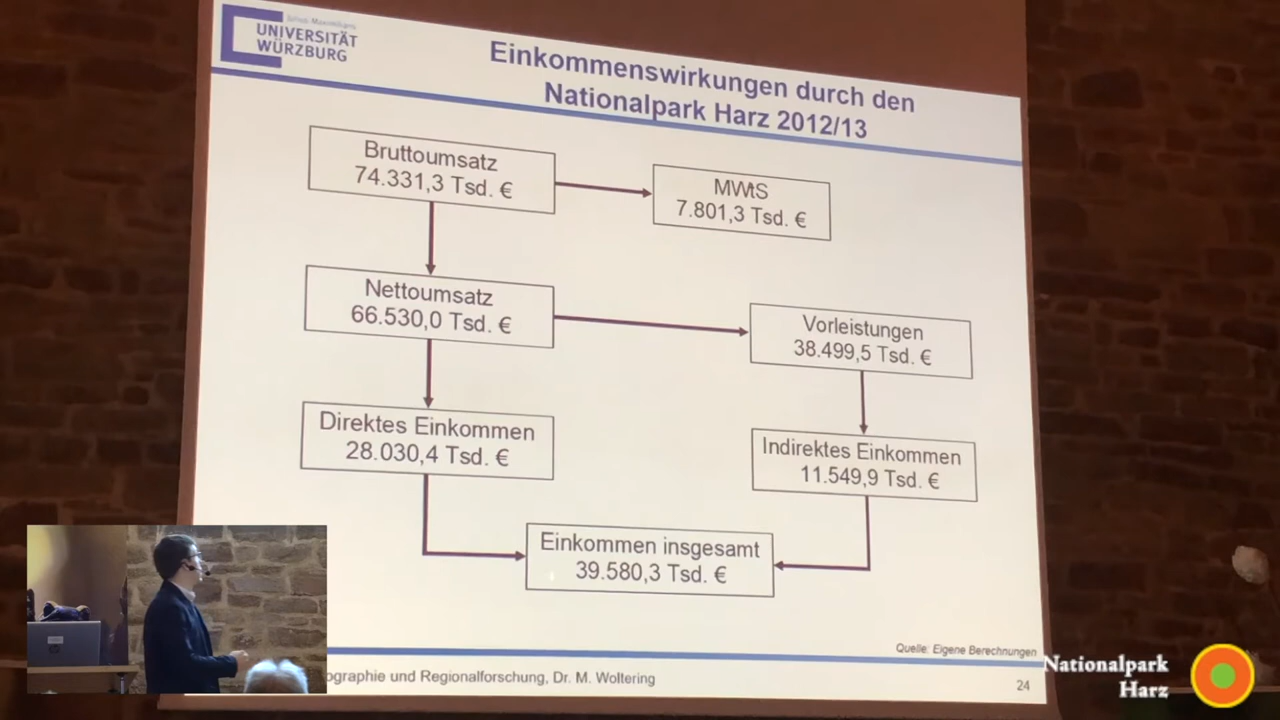 Julius-Maximilians-
UNIVERSITÄT
WÜRZBURG
Einkommenswirkungen durch den
Nationalpark Harz 2012/13
Bruttoumsatz
74.331,3 Tsd. €
MWtS
7.801,3 Tsd. €
Nettoumsatz
66.530,0 Tsd. €
Vorleistungen
38.499,5 Tsd. €
Direktes Einkommen
28.030,4 Tsd. €
Indirektes Einkommen
11.549,9 Tsd. €
Einkommen insgesamt
39.580,3 Tsd. €
Quelle: Eigene Berechnungen
ographie und Regionalforschung, Dr. M. Woltering
24
Nationalpark
Harz